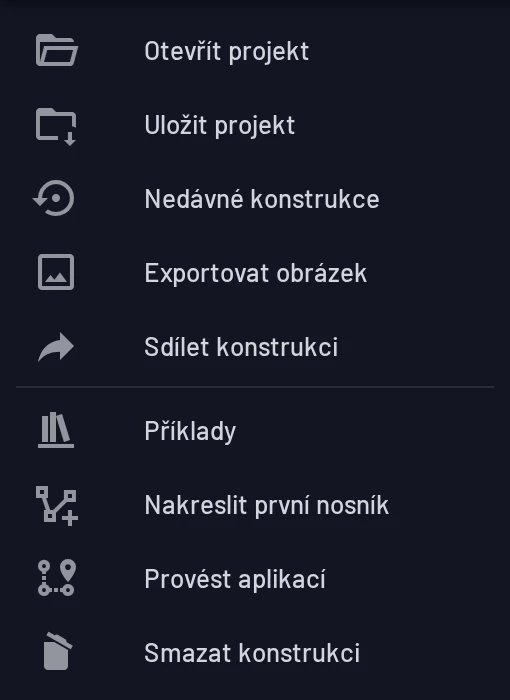 Otevřít projekt
Uložit projekt
Nedávné konstrukce
Exportovat obrázek
Sdílet konstrukci
Příklady
Nakreslit první nosník
Provést aplikací
Smazat konstrukci